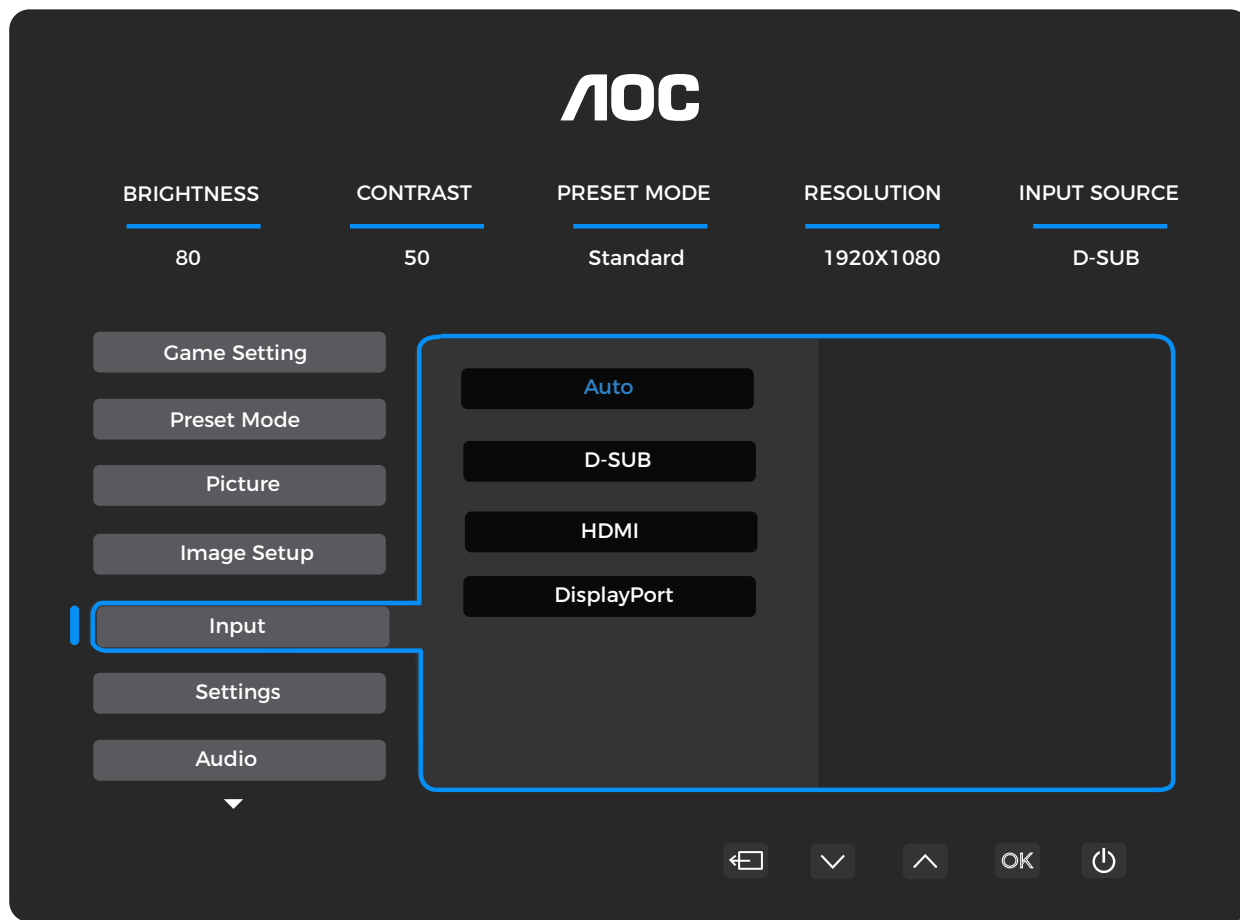 AOC
BRIGHTNESS CONTRAST PRESET MODE RESOLUTION INPUT SOURCE
80 50 Standard 1920X1080 D-SUB
Game Setting
Preset Mode
Picture
Image Setup
Input
Settings
Audio
Auto
D-SUB
HDMI
DisplayPort
OK